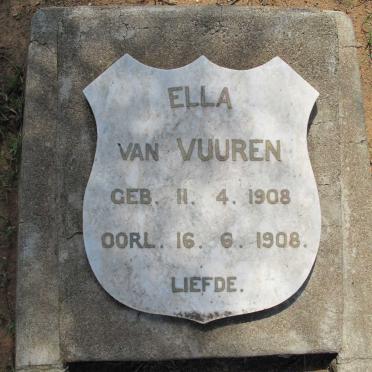 ELLA
VAN VUUREN
GEB. 11. 4. 1908
OORL. 16. 6. 1908.
LIEFDE.